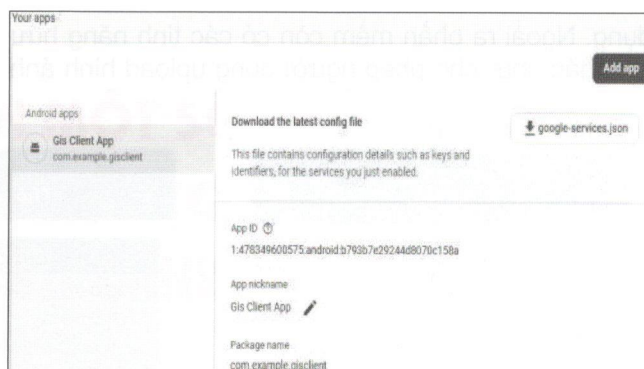 Your apps
Add app
Android apps
Gis Client App
com.example.gisclient
Download the latest config file
This file contains configuration details such as keys and
identifiers, for the services you just enabled.
google-services.json
App ID
1:478349600575:android:b793b7e29244d8070c158a
App nickname
Gis Client App
Package name
com.example.gisclient